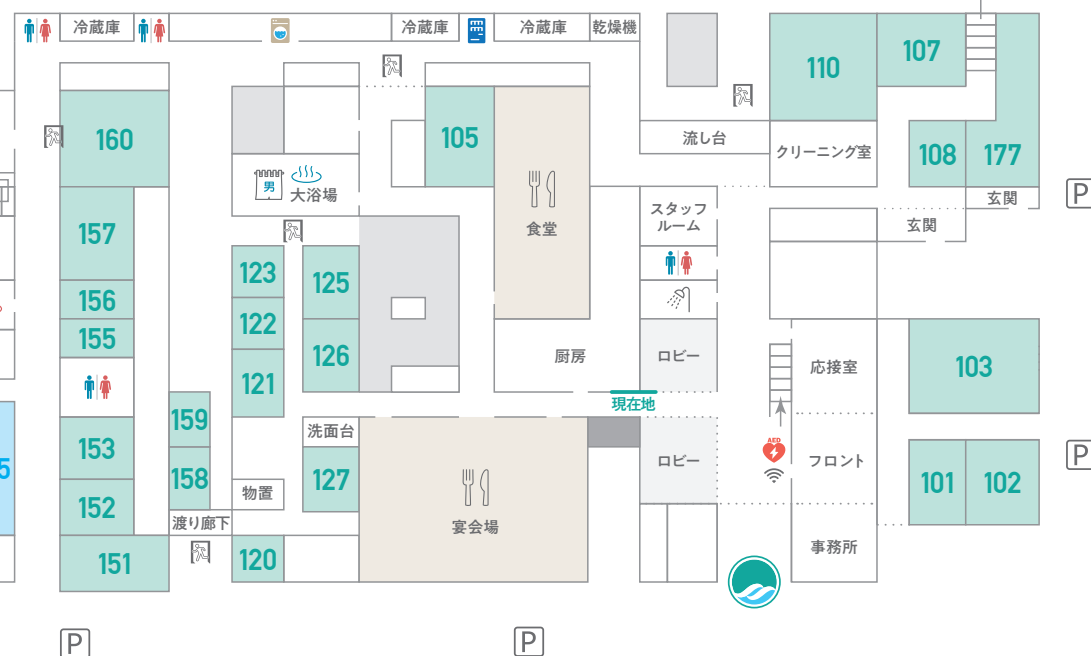 冷蔵庫
冷蔵庫
冷蔵庫
乾燥機
110
107
160
105
流し台
クリーニング室
108
177
P
男
大浴場
玄関
157
食堂
スタッフ
ルーム
玄関
123
125
156
122
155
126
厨房
ロビー
応接室
103
121
現在地
159
洗面台
153
AED
5
158
127
ロビー
フロント
P
101
102
物置
152
渡り廊下
宴会場
151
120
事務所
P
P